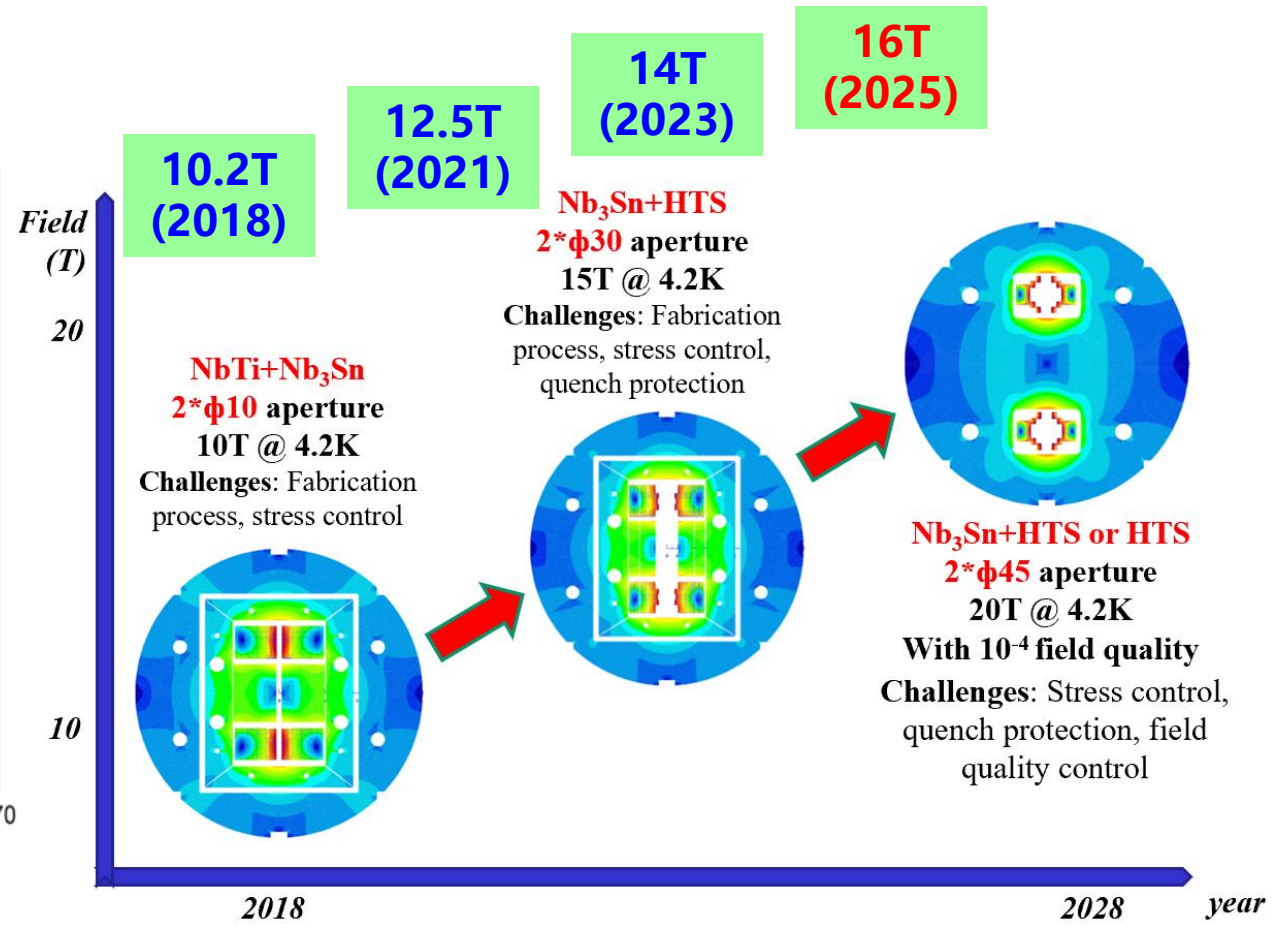 10.2T
(2018)
12.5T
(2021)
14T
(2023)
16T
(2025)
Field
(T)
20
10
NbTi+Nb₃Sn
2*ϕ10 aperture
10T @ 4.2K
Challenges: Fabrication
process, stress control
Nb₃Sn+HTS
2*ϕ30 aperture
15T @ 4.2K
Challenges: Fabrication
process, stress control,
quench protection
Nb₃Sn+HTS or HTS
2*ϕ45 aperture
20T @ 4.2K
With 10⁻⁴ field quality
Challenges: Stress control,
quench protection, field
quality control
70
2018
2028
year